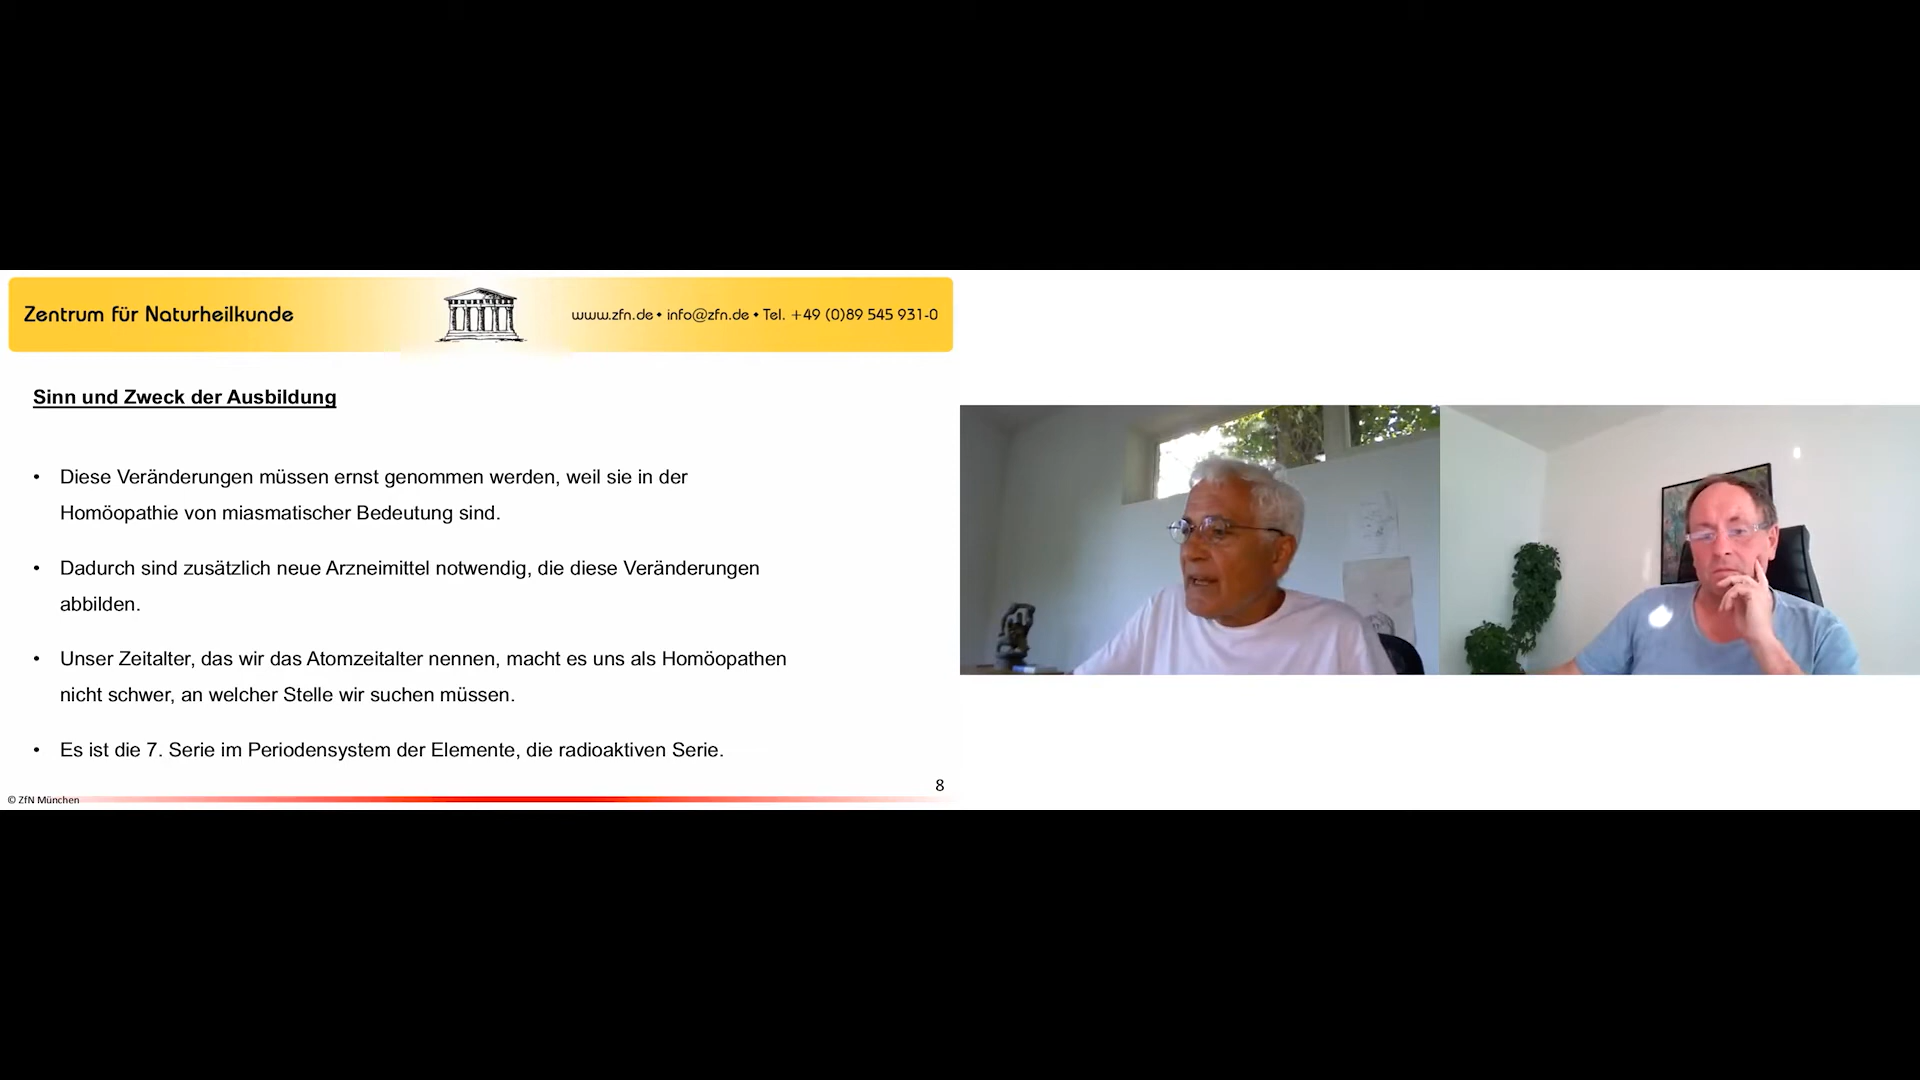 Zentrum für Naturheilkunde
www.zfn.de • info@zfn.de • Tel. +49 (0)89 545 931-0
Sinn und Zweck der Ausbildung
• Diese Veränderungen müssen ernst genommen werden, weil sie in der
Homöopathie von miasmatischer Bedeutung sind.
• Dadurch sind zusätzlich neue Arzneimittel notwendig, die diese Veränderungen
abbilden.
• Unser Zeitalter, das wir das Atomzeitalter nennen, macht es uns als Homöopathen
nicht schwer, an welcher Stelle wir suchen müssen.
• Es ist die 7. Serie im Periodensystem der Elemente, die radioaktiven Serie.
8
© ZfN München